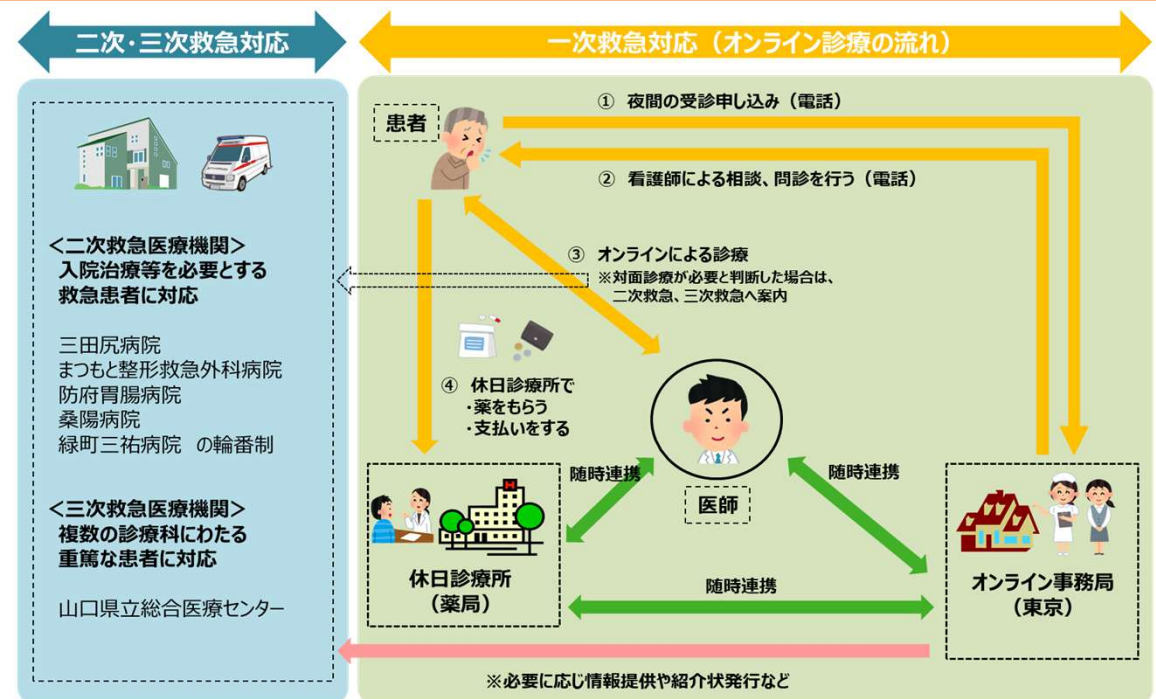 二次・三次救急対応
一次救急対応（オンライン診療の流れ）
＜二次救急医療機関＞
入院治療等を必要とする
救急患者に対応
三田尻病院
まつもと整形救急外科病院
防府胃腸病院
桑陽病院
緑町三祐病院　の輪番制
＜三次救急医療機関＞
複数の診療科にわたる
重篤な患者に対応
山口県立総合医療センター
患者
①　夜間の受診申し込み（電話）
②　看護師による相談、問診を行う（電話）
③　オンラインによる診療
※対面診療が必要と判断した場合は、
二次救急、三次救急へ案内
④　休日診療所で
・薬をもらう
・支払いをする
医師
随時連携
随時連携
随時連携
H
休日診療所
（薬局）
オンライン事務局
（東京）
※必要に応じ情報提供や紹介状発行など